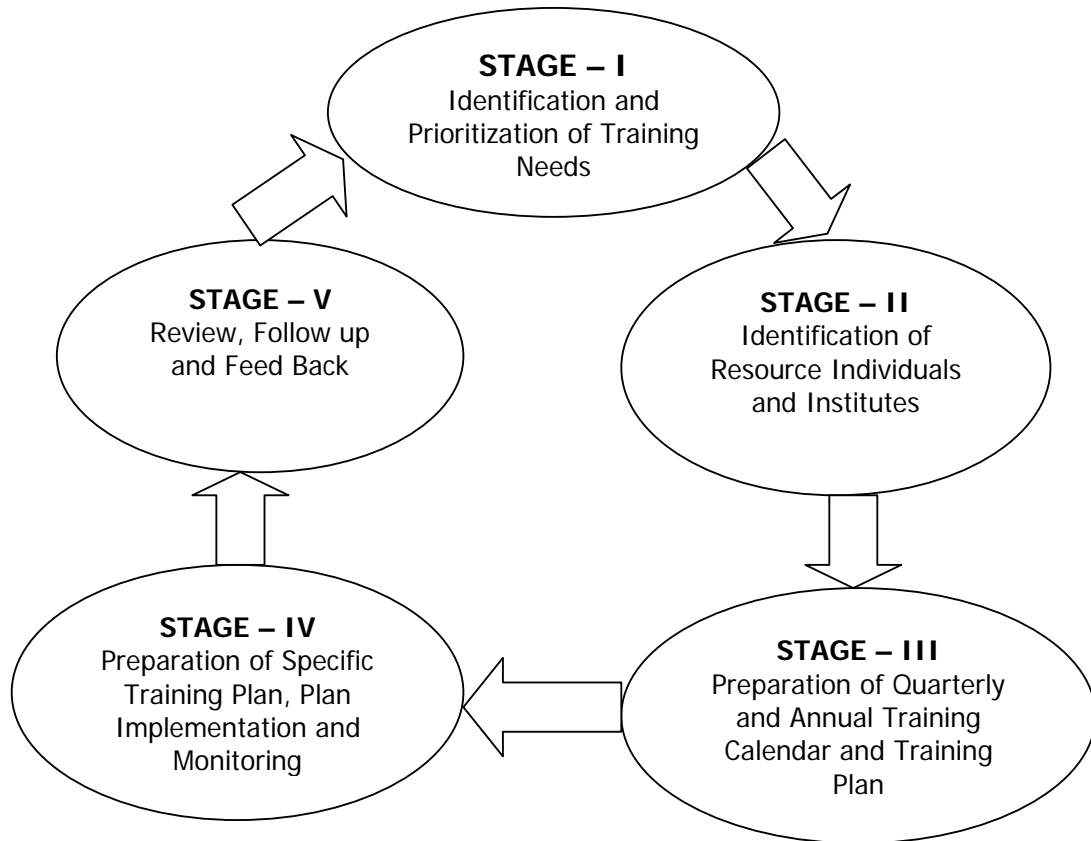 STAGE – I
Identification and
Prioritization of Training
Needs
STAGE – II
Identification of
Resource Individuals
and Institutes
STAGE – III
Preparation of Quarterly
and Annual Training
Calendar and Training
Plan
STAGE – IV
Preparation of Specific
Training Plan, Plan
Implementation and
Monitoring
STAGE – V
Review, Follow up
and Feed Back